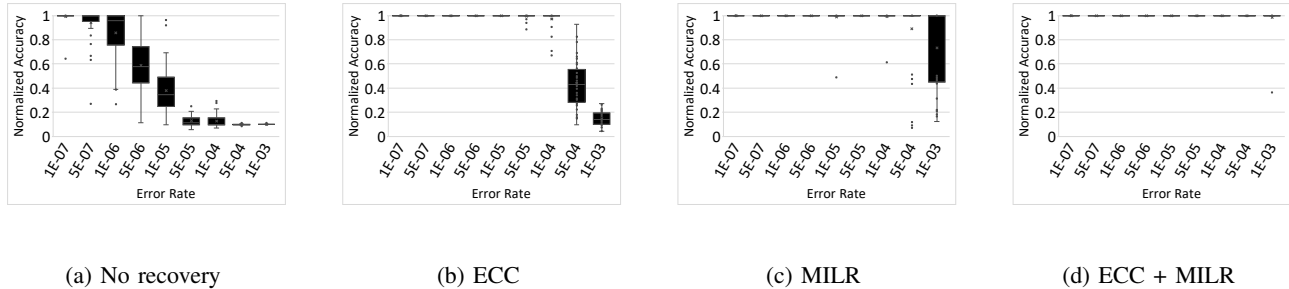 Normalized Accuracy
1
0.8
0.6
0.4
0.2
0
1E-07
5E-07
1E-06
5E-06
1E-05
5E-05
1E-04
5E-04
1E-03
Error Rate
(a) No recovery
Normalized Accuracy
1
0.8
0.6
0.4
0.2
0
1E-07
5E-07
1E-06
5E-06
1E-05
5E-05
1E-04
5E-04
1E-03
Error Rate
(b) ECC
Normalized Accuracy
1
0.8
0.6
0.4
0.2
0
1E-07
5E-07
1E-06
5E-06
1E-05
5E-05
1E-04
5E-04
1E-03
Error Rate
(c) MILR
Normalized Accuracy
1
0.8
0.6
0.4
0.2
0
1E-07
5E-07
1E-06
5E-06
1E-05
5E-05
1E-04
5E-04
1E-03
Error Rate
(d) ECC + MILR